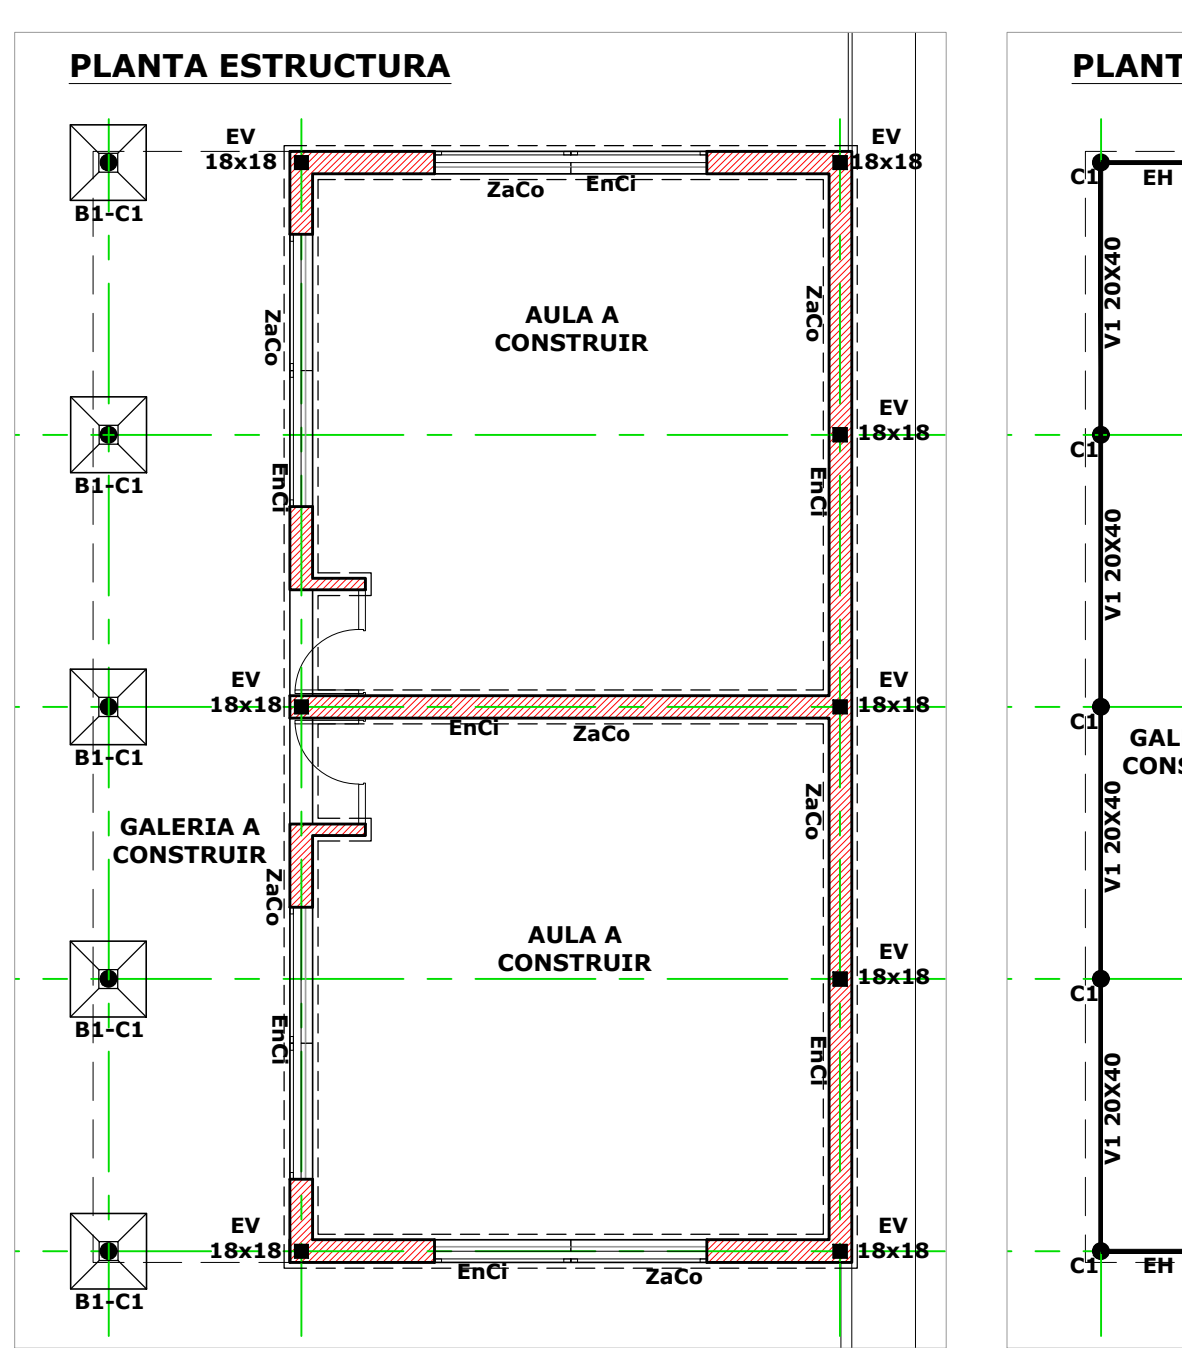 PLANTA ESTRUCTURA
EV
18x18
EV
18x18
B1-C1
ZaCo
EnCi
ZaCo
AULA A
CONSTRUIR
ZaCo
EV
18x18
B1-C1
EnCi
EnCi
EV
18x18
EV
18x18
B1-C1
EnCi
ZaCo
GALERIA A
CONSTRUIR
ZaCo
ZaCo
AULA A
CONSTRUIR
EV
18x18
B1-C1
EnCi
EnCi
EV
18x18
EV
18x18
B1-C1
EnCi
ZaCo
PLANT
C1
EH
V1 20X40
C1
V1 20X40
C1
GAL
CONS
V1 20X40
C1
V1 20X40
C1
EH